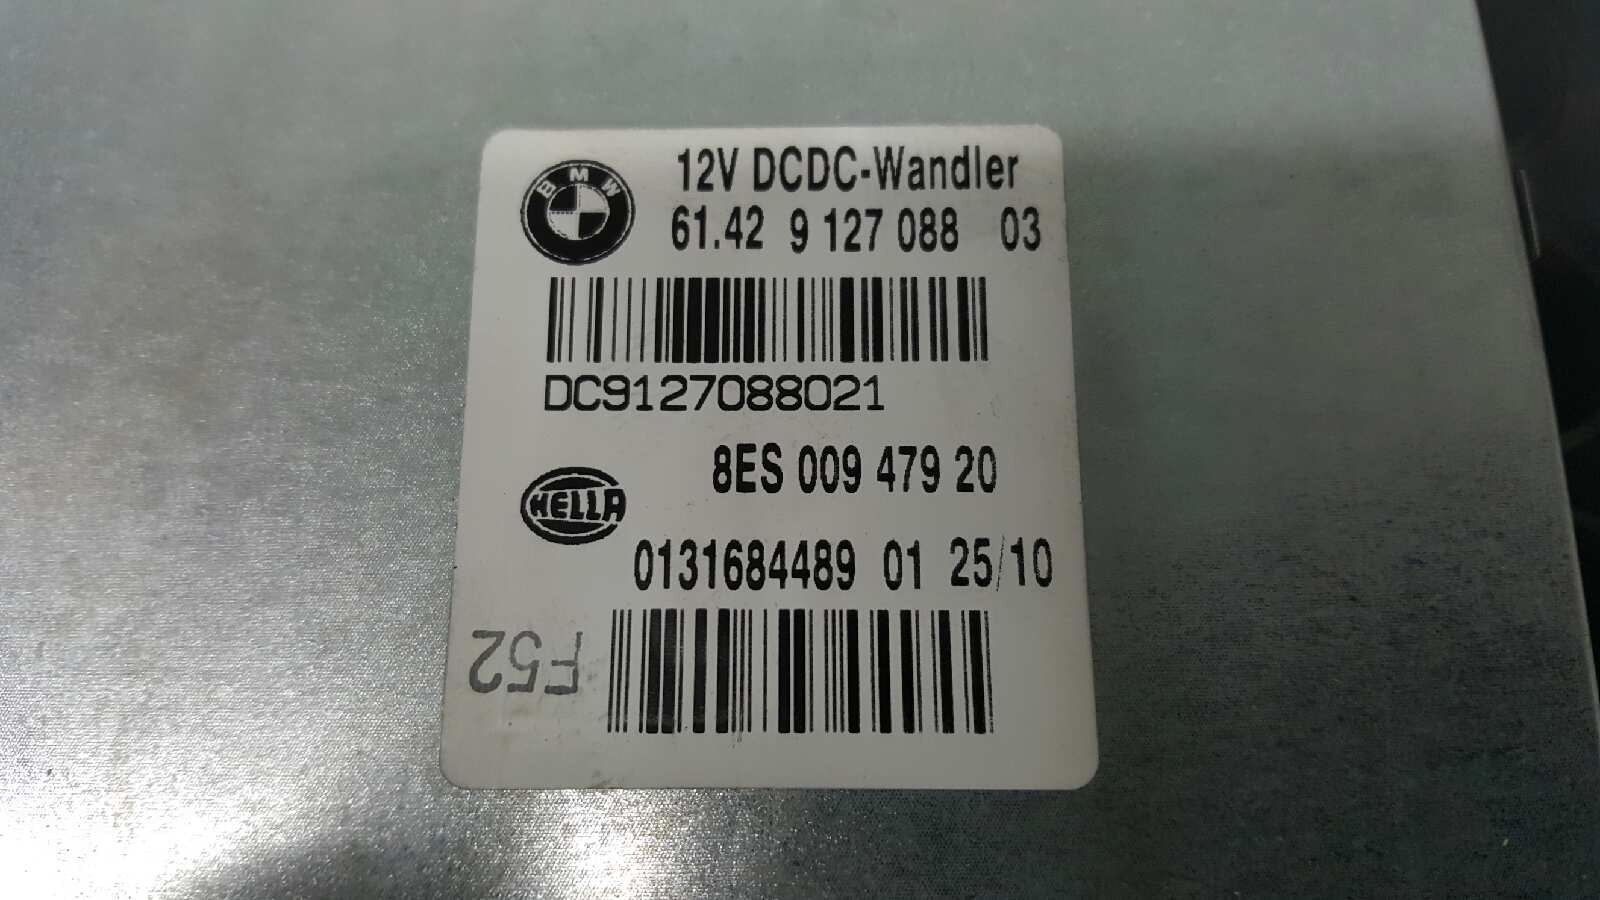 BMW
12V DCDC-Wandler
61.42 9 127 088 03
DC9127088021
8ES 009 479 20
HELLA
0131684489 01 25/10
F52